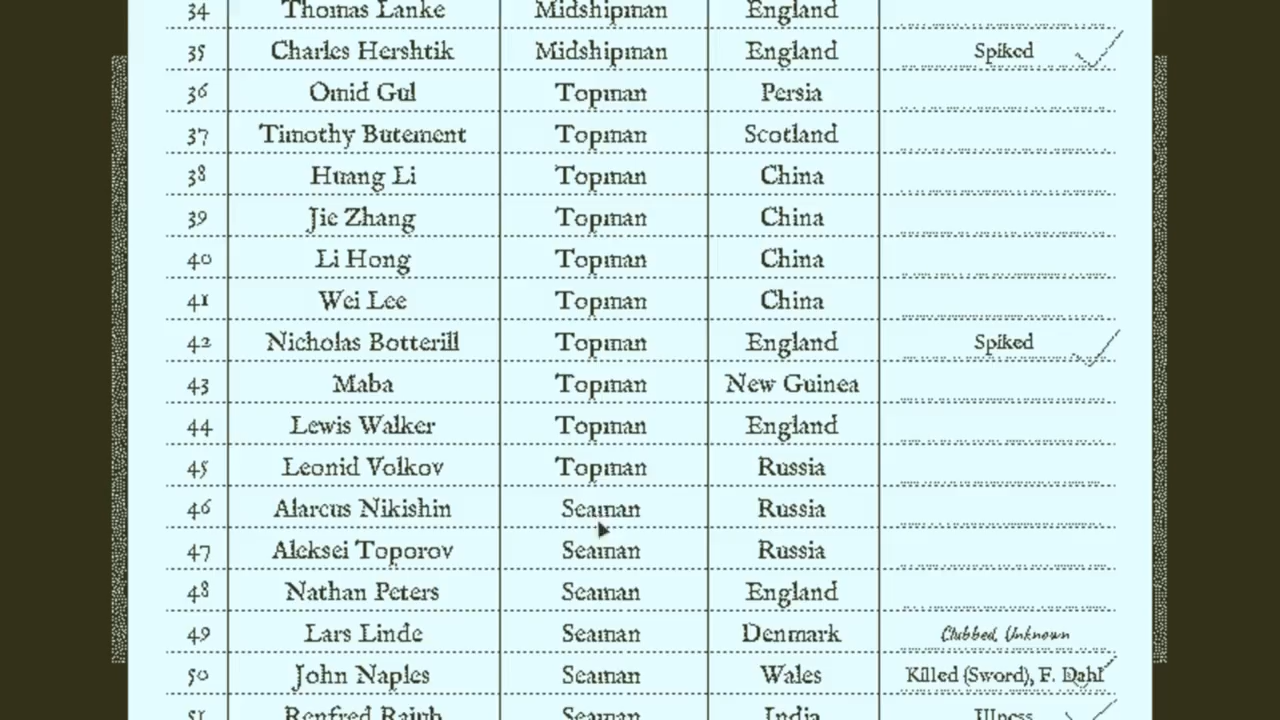 34 Thomas Lanke Midshipman England
35 Charles Hershtik Midshipman England Spiked
36 Omid Gul Topman Persia
37 Timothy Butement Topman Scotland
38 Huang Li Topman China
39 Jie Zhang Topman China
40 Li Hong Topman China
41 Wei Lee Topman China
42 Nicholas Botterill Topman England Spiked
43 Maba Topman New Guinea
44 Lewis Walker Topman England
45 Leonid Volkov Topman Russia
46 Alarcus Nikishin Seaman Russia
47 Aleksei Toporov Seaman Russia
48 Nathan Peters Seaman England
49 Lars Linde Seaman Denmark Clubbed, Unknown
50 John Naples Seaman Wales Killed (Sword), F. Dahl
51 Renfred Rajub Seaman India Illness